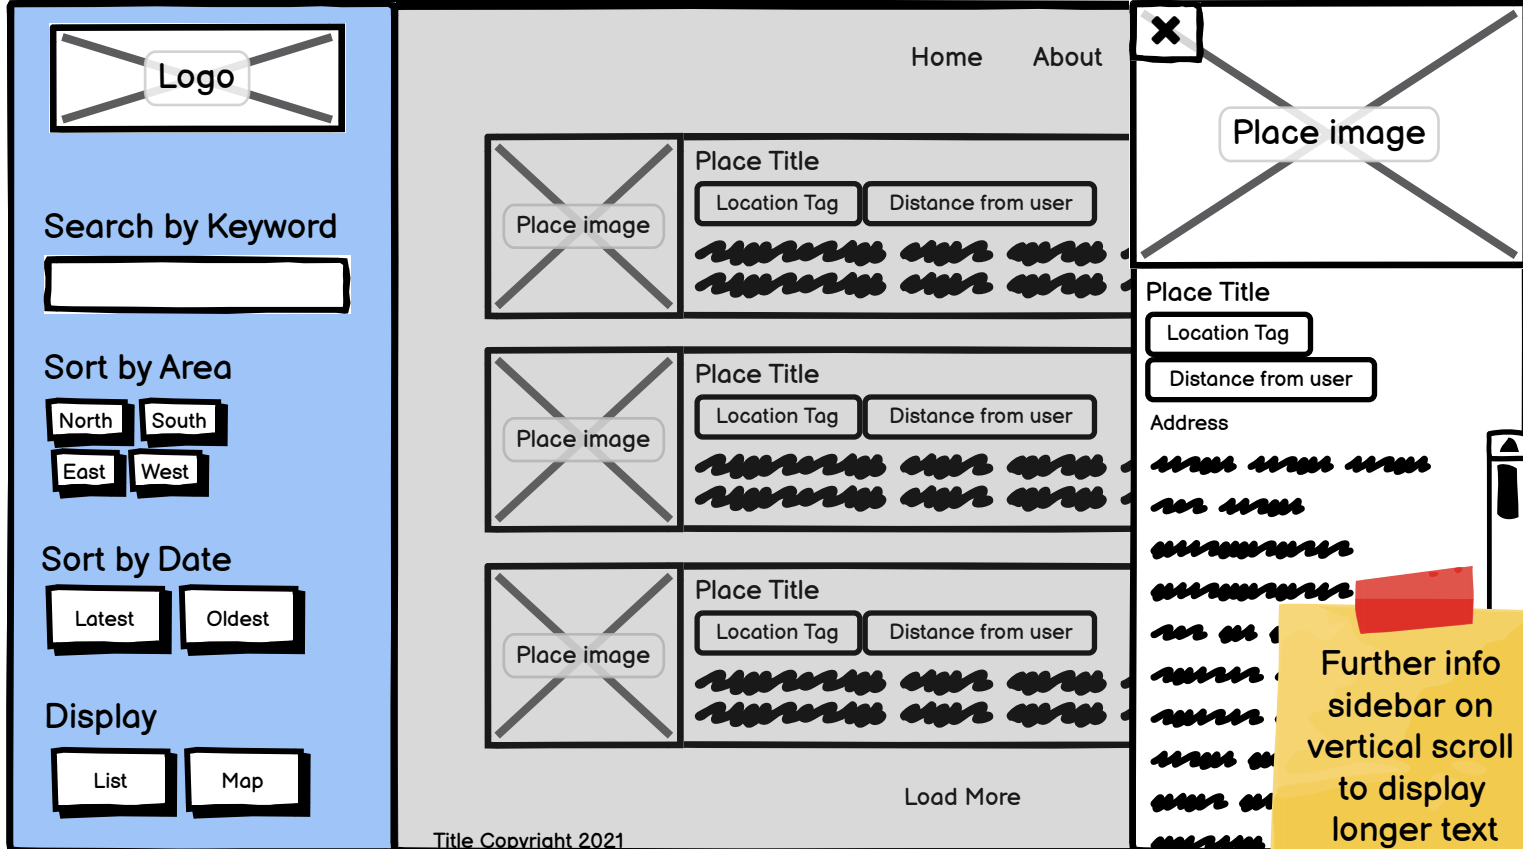 Logo
Search by Keyword
Sort by Area
North
South
East
West
Sort by Date
Latest
Oldest
Display
List
Map
Home
About
Place image
Place Title
Location Tag
Distance from user
Place image
Place Title
Location Tag
Distance from user
Place image
Place Title
Location Tag
Distance from user
Load More
Title Copyright 2021
Place image
Place Title
Location Tag
Distance from user
Address
Further info
sidebar on
vertical scroll
to display
longer text